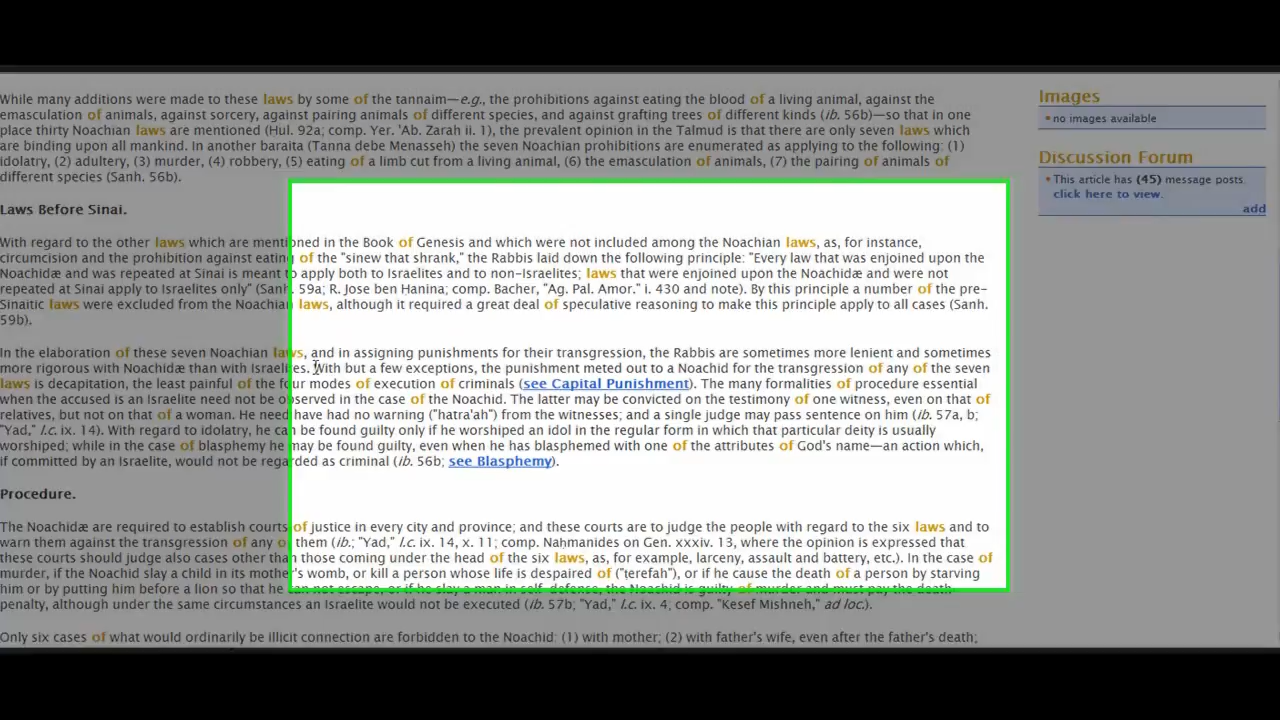 While many additions were made to these laws by some of the tannaim—e.g., the prohibitions against eating the blood of a living animal, against the
emasculation of animals, against sorcery, against pairing animals of different species, and against grafting trees of different kinds (ib. 56b)—so that in one
place thirty Noachian laws are mentioned (Ḥul. 92a; comp. Yer. 'Ab. Zarah ii. 1), the prevalent opinion in the Talmud is that there are only seven laws which
are binding upon all mankind. In another baraita (Tanna debe Menasseh) the seven Noachian prohibitions are enumerated as applying to the following: (1)
idolatry, (2) adultery, (3) murder, (4) robbery, (5) eating of a limb cut from a living animal, (6) the emasculation of animals, (7) the pairing of animals of
different species (Sanh. 56b).
Laws Before Sinai.
With regard to the other laws which are mentioned in the Book of Genesis and which were not included among the Noachian laws, as, for instance,
circumcision and the prohibition against eating of the "sinew that shrank," the Rabbis laid down the following principle: "Every law that was enjoined upon the
Noachidæ and was repeated at Sinai is meant to apply both to Israelites and to non-Israelites; laws that were enjoined upon the Noachidæ and were not
repeated at Sinai apply to Israelites only" (Sanh. 59a; R. Jose ben Ḥanina; comp. Bacher, "Ag. Pal. Amor." i. 430 and note). By this principle a number of the pre-
Sinaitic laws were excluded from the Noachian laws, although it required a great deal of speculative reasoning to make this principle apply to all cases (Sanh.
59b).
In the elaboration of these seven Noachian laws, and in assigning punishments for their transgression, the Rabbis are sometimes more lenient and sometimes
more rigorous with Noachidæ than with Israelites. With but a few exceptions, the punishment meted out to a Noachid for the transgression of any of the seven
laws is decapitation, the least painful of the four modes of execution of criminals (see Capital Punishment). The many formalities of procedure essential
when the accused is an Israelite need not be observed in the case of the Noachid. The latter may be convicted on the testimony of one witness, even on that of
relatives, but not on that of a woman. He need have had no warning ("hatra'ah") from the witnesses; and a single judge may pass sentence on him (ib. 57a, b;
"Yad," l.c. ix. 14). With regard to idolatry, he can be found guilty only if he worshiped an idol in the regular form in which that particular deity is usually
worshiped; while in the case of blasphemy he may be found guilty, even when he has blasphemed with one of the attributes of God's name—an action which,
if committed by an Israelite, would not be regarded as criminal (ib. 56b; see Blasphemy).
Procedure.
The Noachidæ are required to establish courts of justice in every city and province; and these courts are to judge the people with regard to the six laws and to
warn them against the transgression of any of them (ib.; "Yad," l.c. ix. 14, x. 11; comp. Naḥmanides on Gen. xxxiv. 13, where the opinion is expressed that
these courts should judge also cases other than those coming under the head of the six laws, as, for example, larceny, assault and battery, etc.). In the case of
murder, if the Noachid slay a child in its mother's womb, or kill a person whose life is despaired of ("ṭerefah"), or if he cause the death of a person by starving
him or by putting him before a lion so that he can not escape, or if he slay a man in self-defense, the Noachid is guilty of murder and must pay the death-
penalty, although under the same circumstances an Israelite would not be executed (ib. 57b; "Yad," l.c. ix. 4; comp. "Kesef Mishneh," ad loc.).
Only six cases of what would ordinarily be illicit connection are forbidden to the Noachid: (1) with mother; (2) with father's wife, even after the father's death;
Images
• no images available
Discussion Forum
• This article has (45) message posts.
click here to view.
add